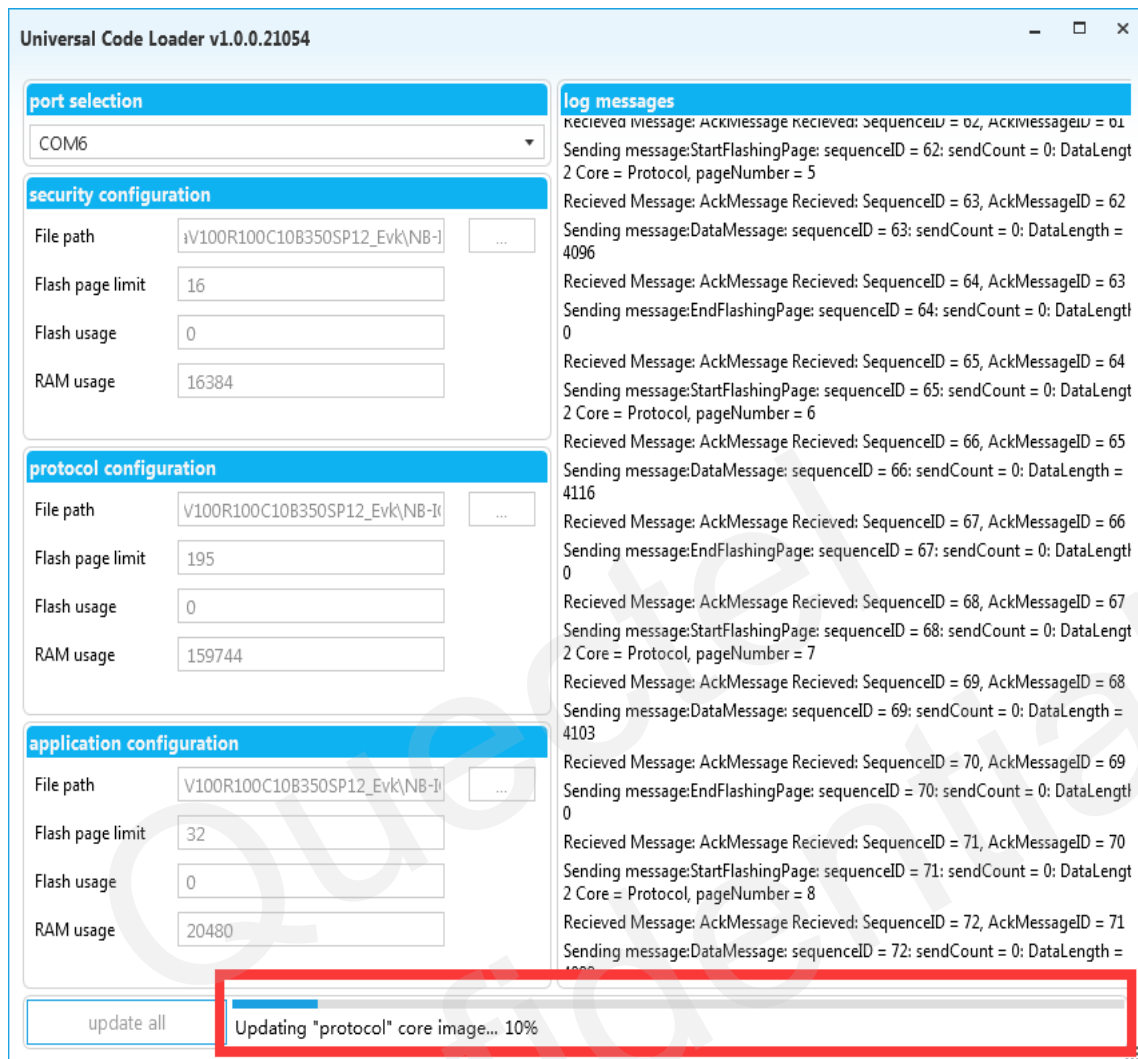 Universal Code Loader v1.0.0.21054
port selection
COM6
security configuration
File path
V100R100C10B350SP12_Evk\NB-I
...
Flash page limit
16
Flash usage
0
RAM usage
16384
protocol configuration
File path
V100R100C10B350SP12_Evk\NB-I
...
Flash page limit
195
Flash usage
0
RAM usage
159744
application configuration
File path
V100R100C10B350SP12_Evk\NB-I
...
Flash page limit
32
Flash usage
0
RAM usage
20480
update all
log messages
Recieved Message: AckMessage Recieved: SequenceID = 62, AckMessageID = 61
Sending message:StartFlashingPage: sequenceID = 62: sendCount = 0: DataLengt
2 Core = Protocol, pageNumber = 5
Recieved Message: AckMessage Recieved: SequenceID = 63, AckMessageID = 62
Sending message:DataMessage: sequenceID = 63: sendCount = 0: DataLength =
4096
Recieved Message: AckMessage Recieved: SequenceID = 64, AckMessageID = 63
Sending message:EndFlashingPage: sequenceID = 64: sendCount = 0: DataLength
0
Recieved Message: AckMessage Recieved: SequenceID = 65, AckMessageID = 64
Sending message:StartFlashingPage: sequenceID = 65: sendCount = 0: DataLengt
2 Core = Protocol, pageNumber = 6
Recieved Message: AckMessage Recieved: SequenceID = 66, AckMessageID = 65
Sending message:DataMessage: sequenceID = 66: sendCount = 0: DataLength =
4116
Recieved Message: AckMessage Recieved: SequenceID = 67, AckMessageID = 66
Sending message:EndFlashingPage: sequenceID = 67: sendCount = 0: DataLength
0
Recieved Message: AckMessage Recieved: SequenceID = 68, AckMessageID = 67
Sending message:StartFlashingPage: sequenceID = 68: sendCount = 0: DataLengt
2 Core = Protocol, pageNumber = 7
Recieved Message: AckMessage Recieved: SequenceID = 69, AckMessageID = 68
Sending message:DataMessage: sequenceID = 69: sendCount = 0: DataLength =
4103
Recieved Message: AckMessage Recieved: SequenceID = 70, AckMessageID = 69
Sending message:EndFlashingPage: sequenceID = 70: sendCount = 0: DataLength
0
Recieved Message: AckMessage Recieved: SequenceID = 71, AckMessageID = 70
Sending message:StartFlashingPage: sequenceID = 71: sendCount = 0: DataLengt
2 Core = Protocol, pageNumber = 8
Recieved Message: AckMessage Recieved: SequenceID = 72, AckMessageID = 71
Sending message:DataMessage: sequenceID = 72: sendCount = 0: DataLength =
Updating "protocol" core image... 10%
Quectel